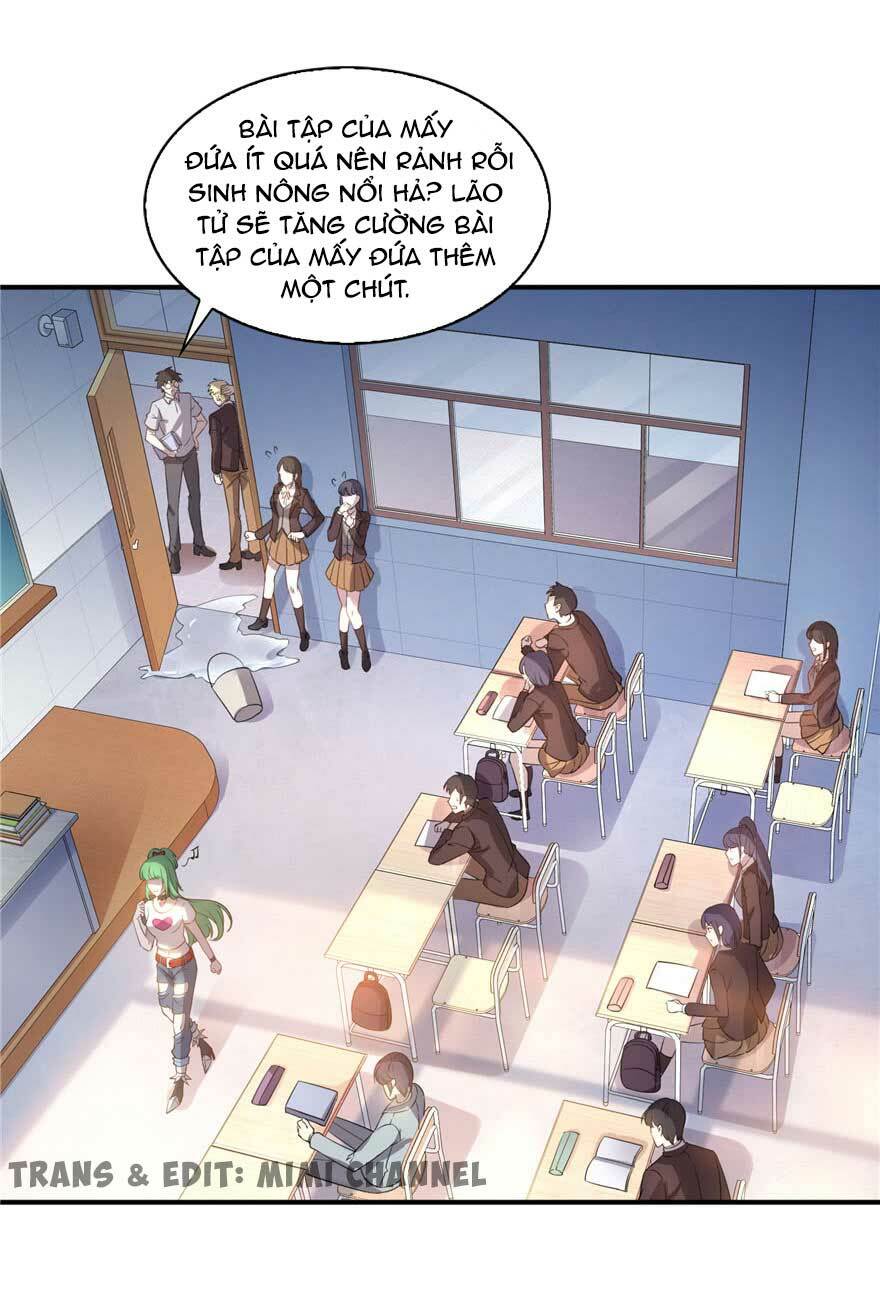 BÀI TẬP CỦA MẤY
ĐỨA ÍT QUÁ NÊN RẢNH RỖI
SINH NÔNG NỔI HẢ? LÃO
TỬ SẼ TĂNG CƯỜNG BÀI
TẬP CỦA MẤY ĐỨA THÊM
MỘT CHÚT.
TRANS & EDIT: MIMI CHANNEL